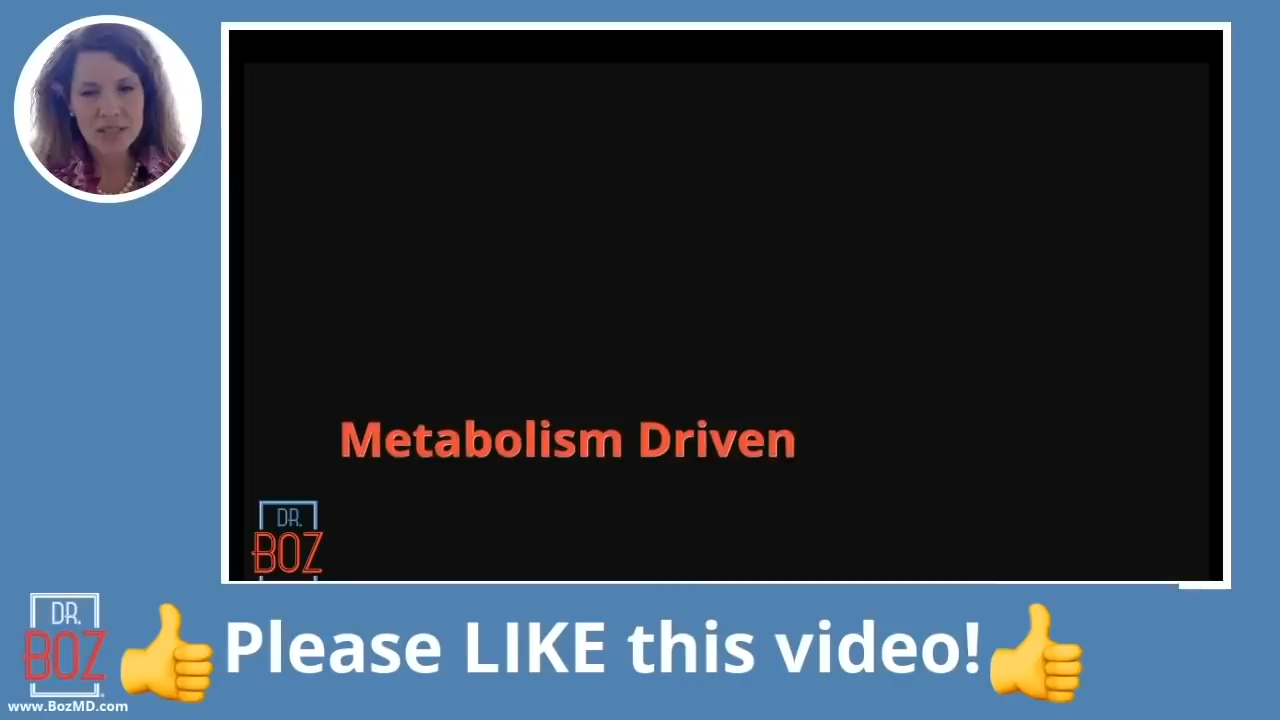 Metabolism Driven
DR.
BOZ
DR.
BOZ
Please LIKE this video!
www.BozMD.com